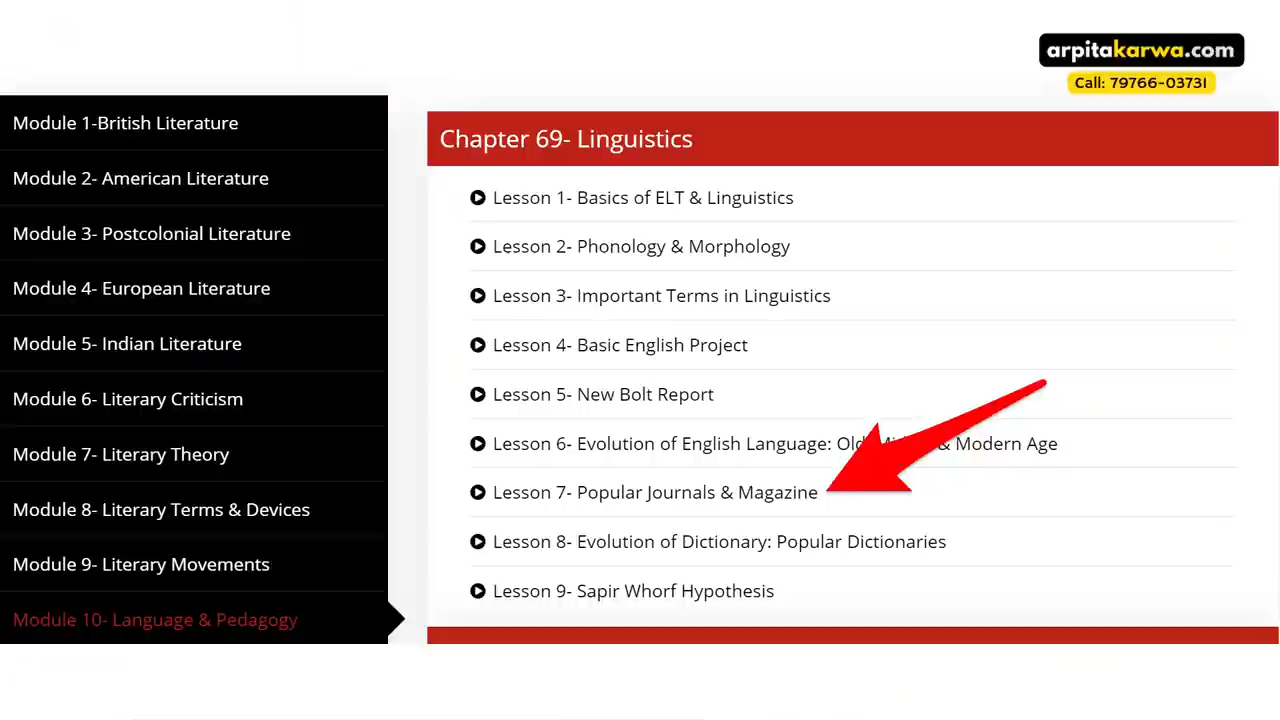 arpitakarwa.com
Call: 79766-03731
Module 1-British Literature
Module 2- American Literature
Module 3- Postcolonial Literature
Module 4- European Literature
Module 5- Indian Literature
Module 6- Literary Criticism
Module 7- Literary Theory
Module 8- Literary Terms & Devices
Module 9- Literary Movements
Module 10- Language & Pedagogy
Chapter 69- Linguistics
Lesson 1- Basics of ELT & Linguistics
Lesson 2- Phonology & Morphology
Lesson 3- Important Terms in Linguistics
Lesson 4- Basic English Project
Lesson 5- New Bolt Report
Lesson 6- Evolution of English Language: Old & Modern Age
Lesson 7- Popular Journals & Magazine
Lesson 8- Evolution of Dictionary: Popular Dictionaries
Lesson 9- Sapir Whorf Hypothesis